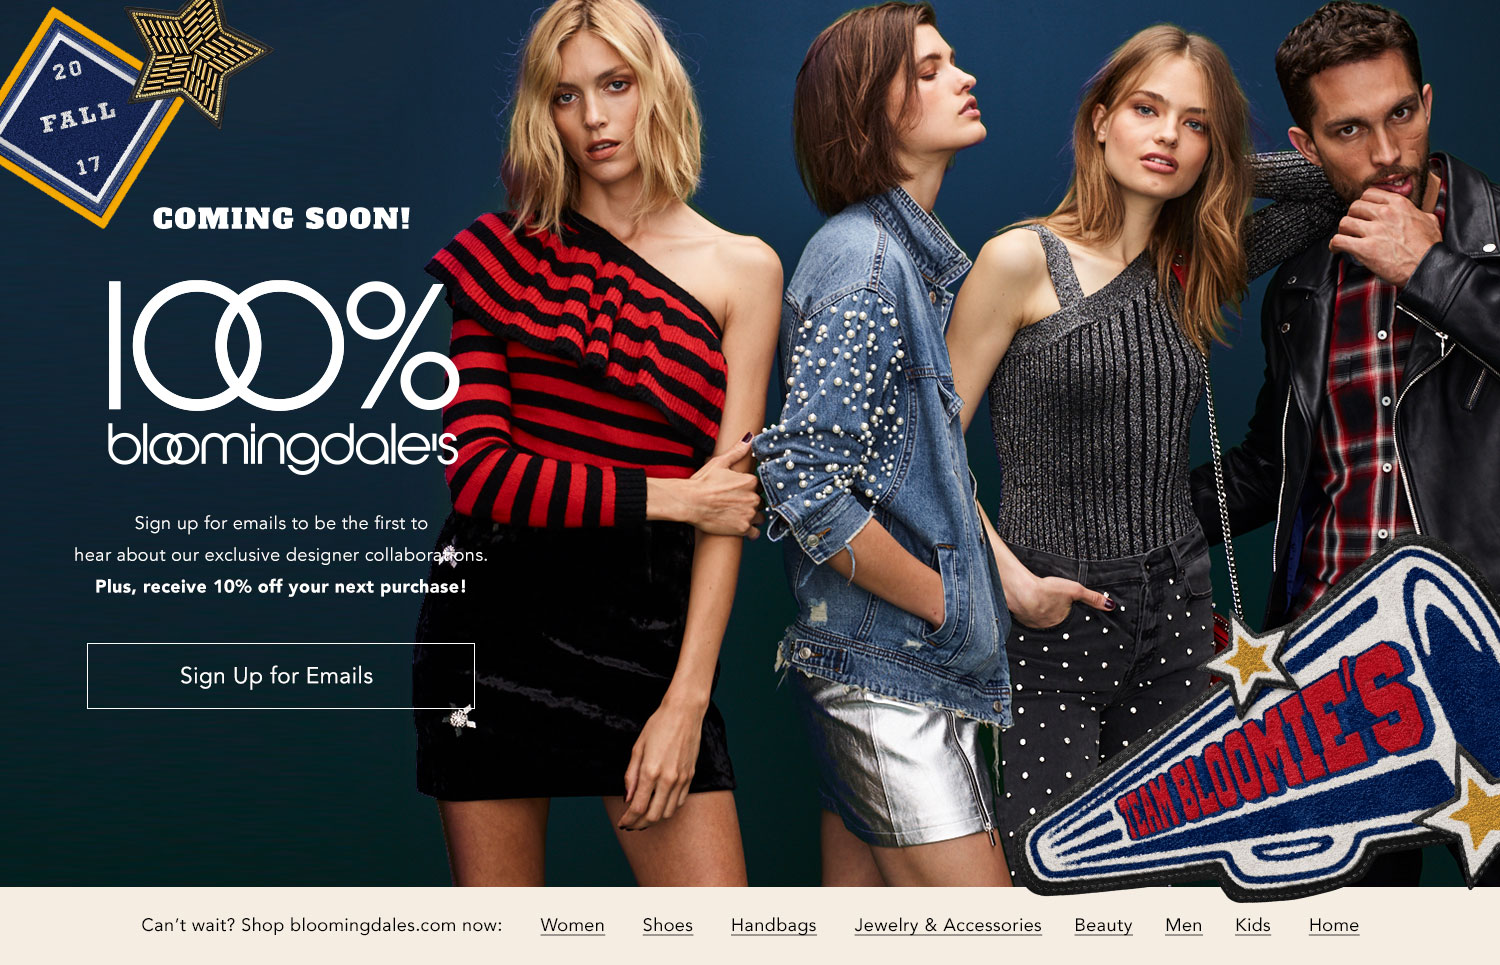 20
FALL
17
COMING SOON!
100%
bloomingdale's
Sign up for emails to be the first to
hear about our exclusive designer collaborations.
Plus, receive 10% off your next purchase!
Sign Up for Emails
TEAM BLOOMIE'S
Can't wait? Shop bloomingdales.com now: Women Shoes Handbags Jewelry & Accessories Beauty Men Kids Home